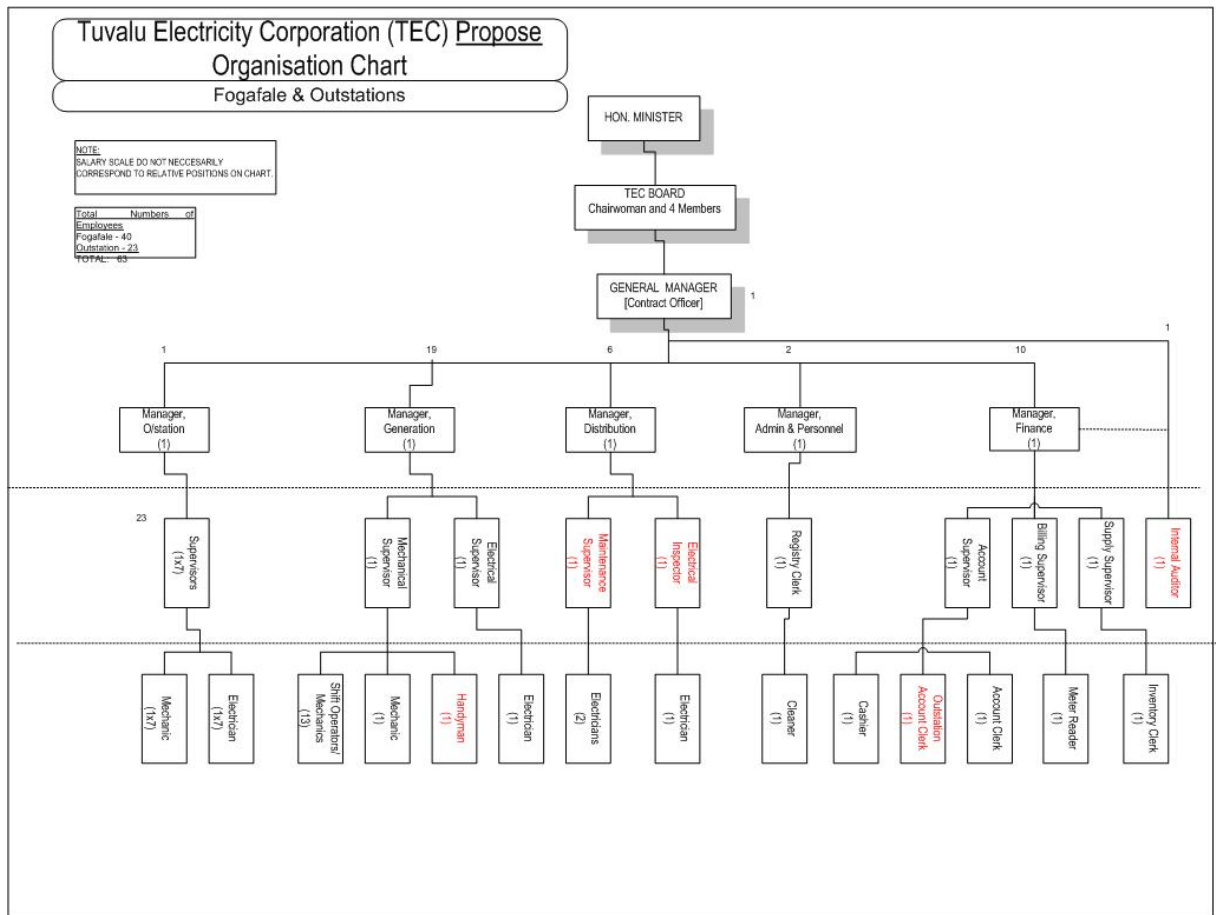 Tuvalu Electricity Corporation (TEC) Propose
Organisation Chart
Fogafale & Outstations
HON. MINISTER
NOTE:
SALARY SCALE DO NOT NECCESARILY
CORRESPOND TO RELATIVE POSITIONS ON CHART.
TEC BOARD
Chairwoman and 4 Members
Total Numbers of
Employees
Fogafale - 40
Outstation - 23
TOTAL: 63
GENERAL MANAGER
[Contract Officer]
1
1
1
19
6
2
10
Manager,
O/station
(1)
Manager,
Generation
(1)
Manager,
Distribution
(1)
Manager,
Admin & Personnel
(1)
Manager,
Finance
(1)
23
Supervisors
(1x7)
Mechanical
Supervisor
(1)
Electrical
Supervisor
(1)
Maintenance
Supervisor
(1)
Electrical
Inspector
(1)
Registry Clerk
(1)
Account
Supervisor
(1)
Billing Supervisor
(1)
Supply Supervisor
(1)
Internal Auditor
(1)
Mechanic
(1x7)
Electrician
(1x7)
Shift Operators/
Mechanics
(13)
Mechanic
(1)
Handyman
(1)
Electrician
(1)
Electricians
(2)
Electrician
(1)
Cleaner
(1)
Cashier
(1)
Outstation
Account Clerk
(1)
Account Clerk
(1)
Meter Reader
(1)
Inventory Clerk
(1)